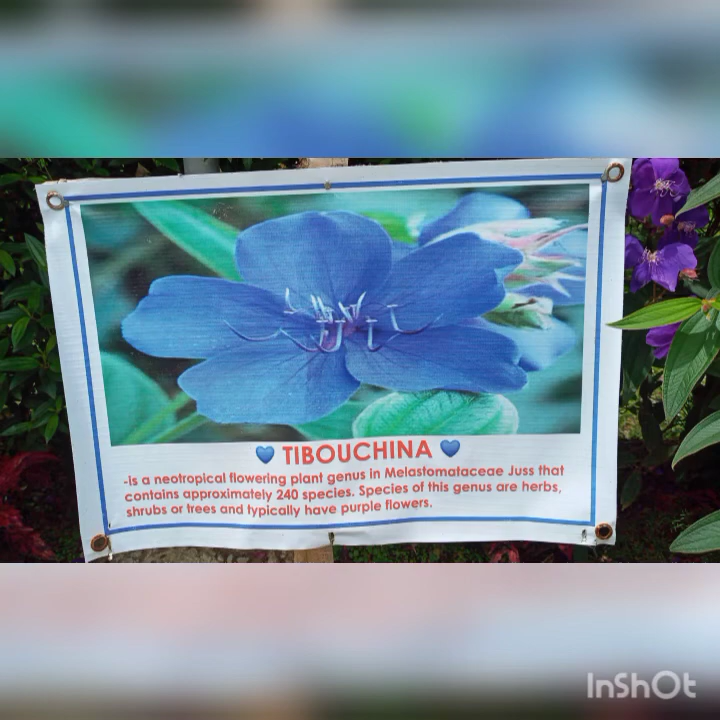 💙 TIBOUCHINA 💙
-is a neotropical flowering plant genus in Melastomataceae Juss that
contains approximately 240 species. Species of this genus are herbs,
shrubs or trees and typically have purple flowers.
InShOt